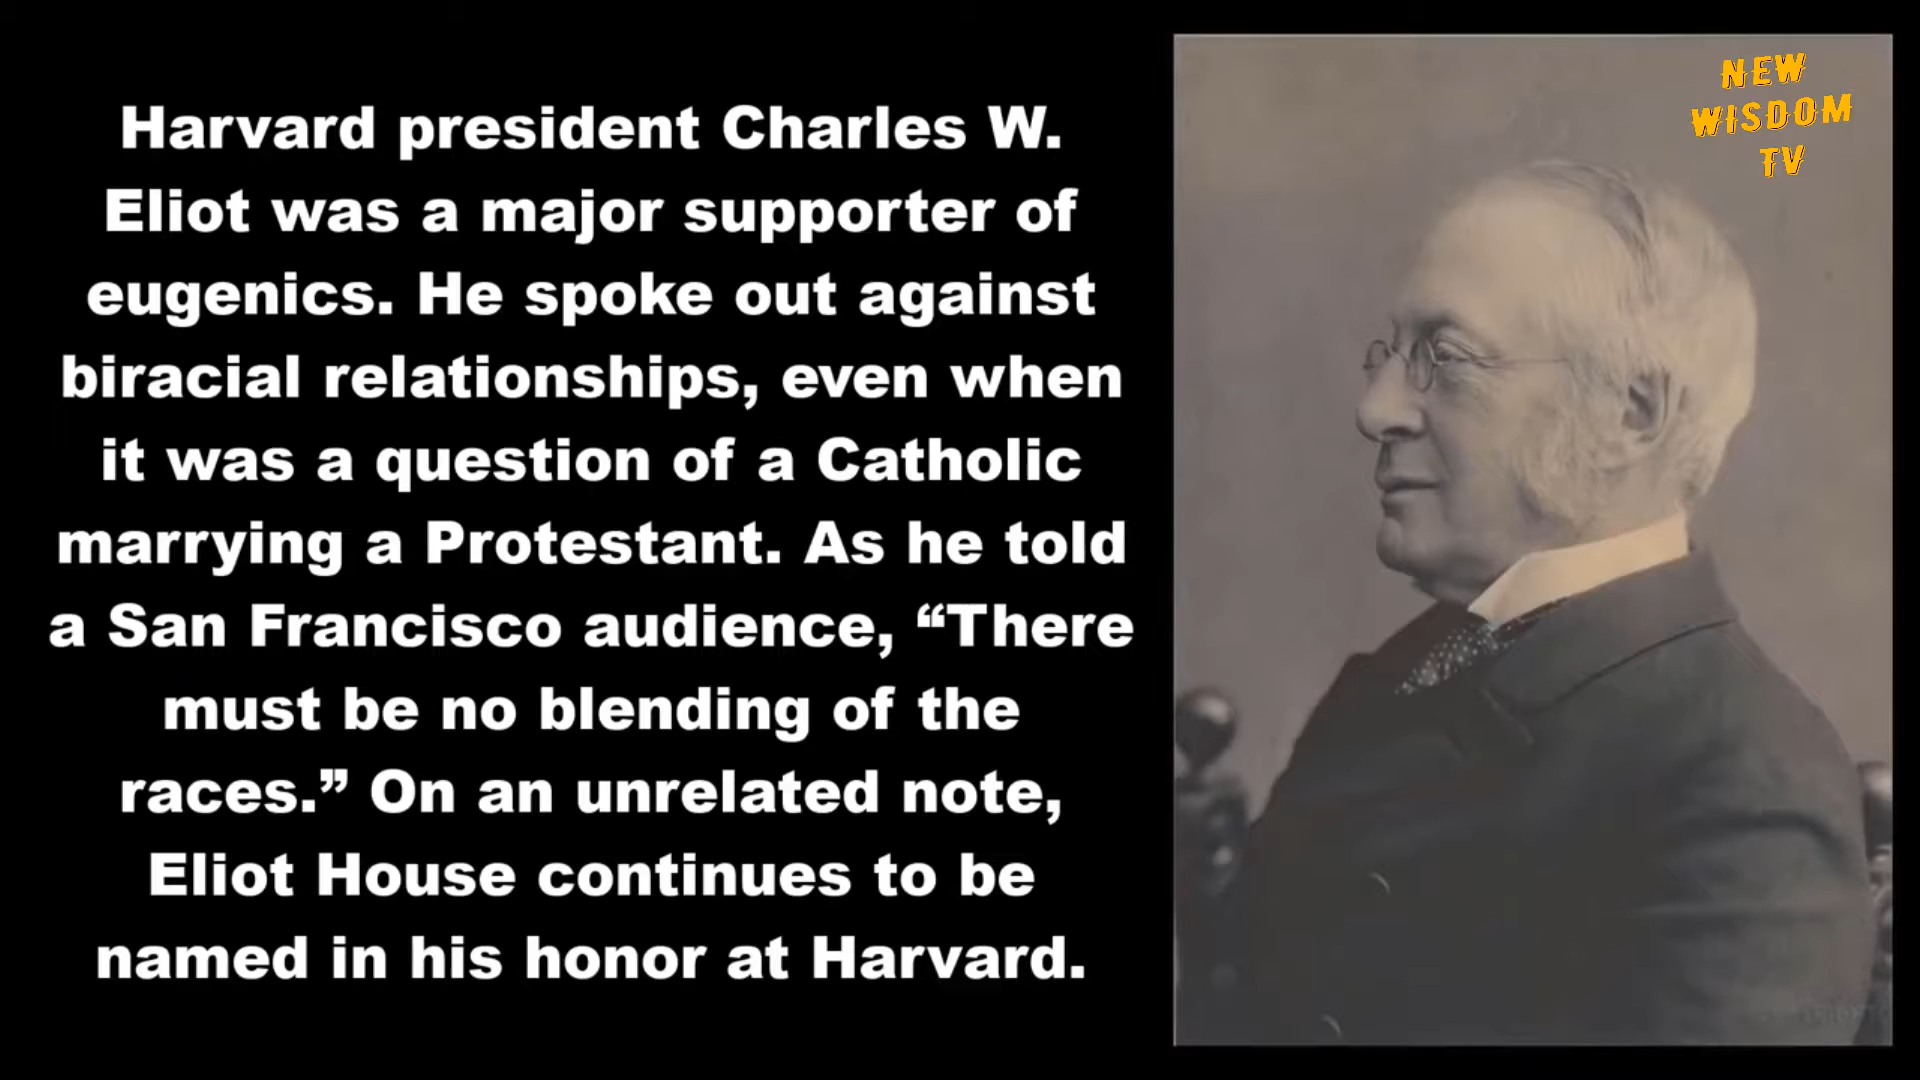 Harvard president Charles W.
Eliot was a major supporter of
eugenics. He spoke out against
biracial relationships, even when
it was a question of a Catholic
marrying a Protestant. As he told
a San Francisco audience, “There
must be no blending of the
races.” On an unrelated note,
Eliot House continues to be
named in his honor at Harvard.
NEW
WISDOM
TV